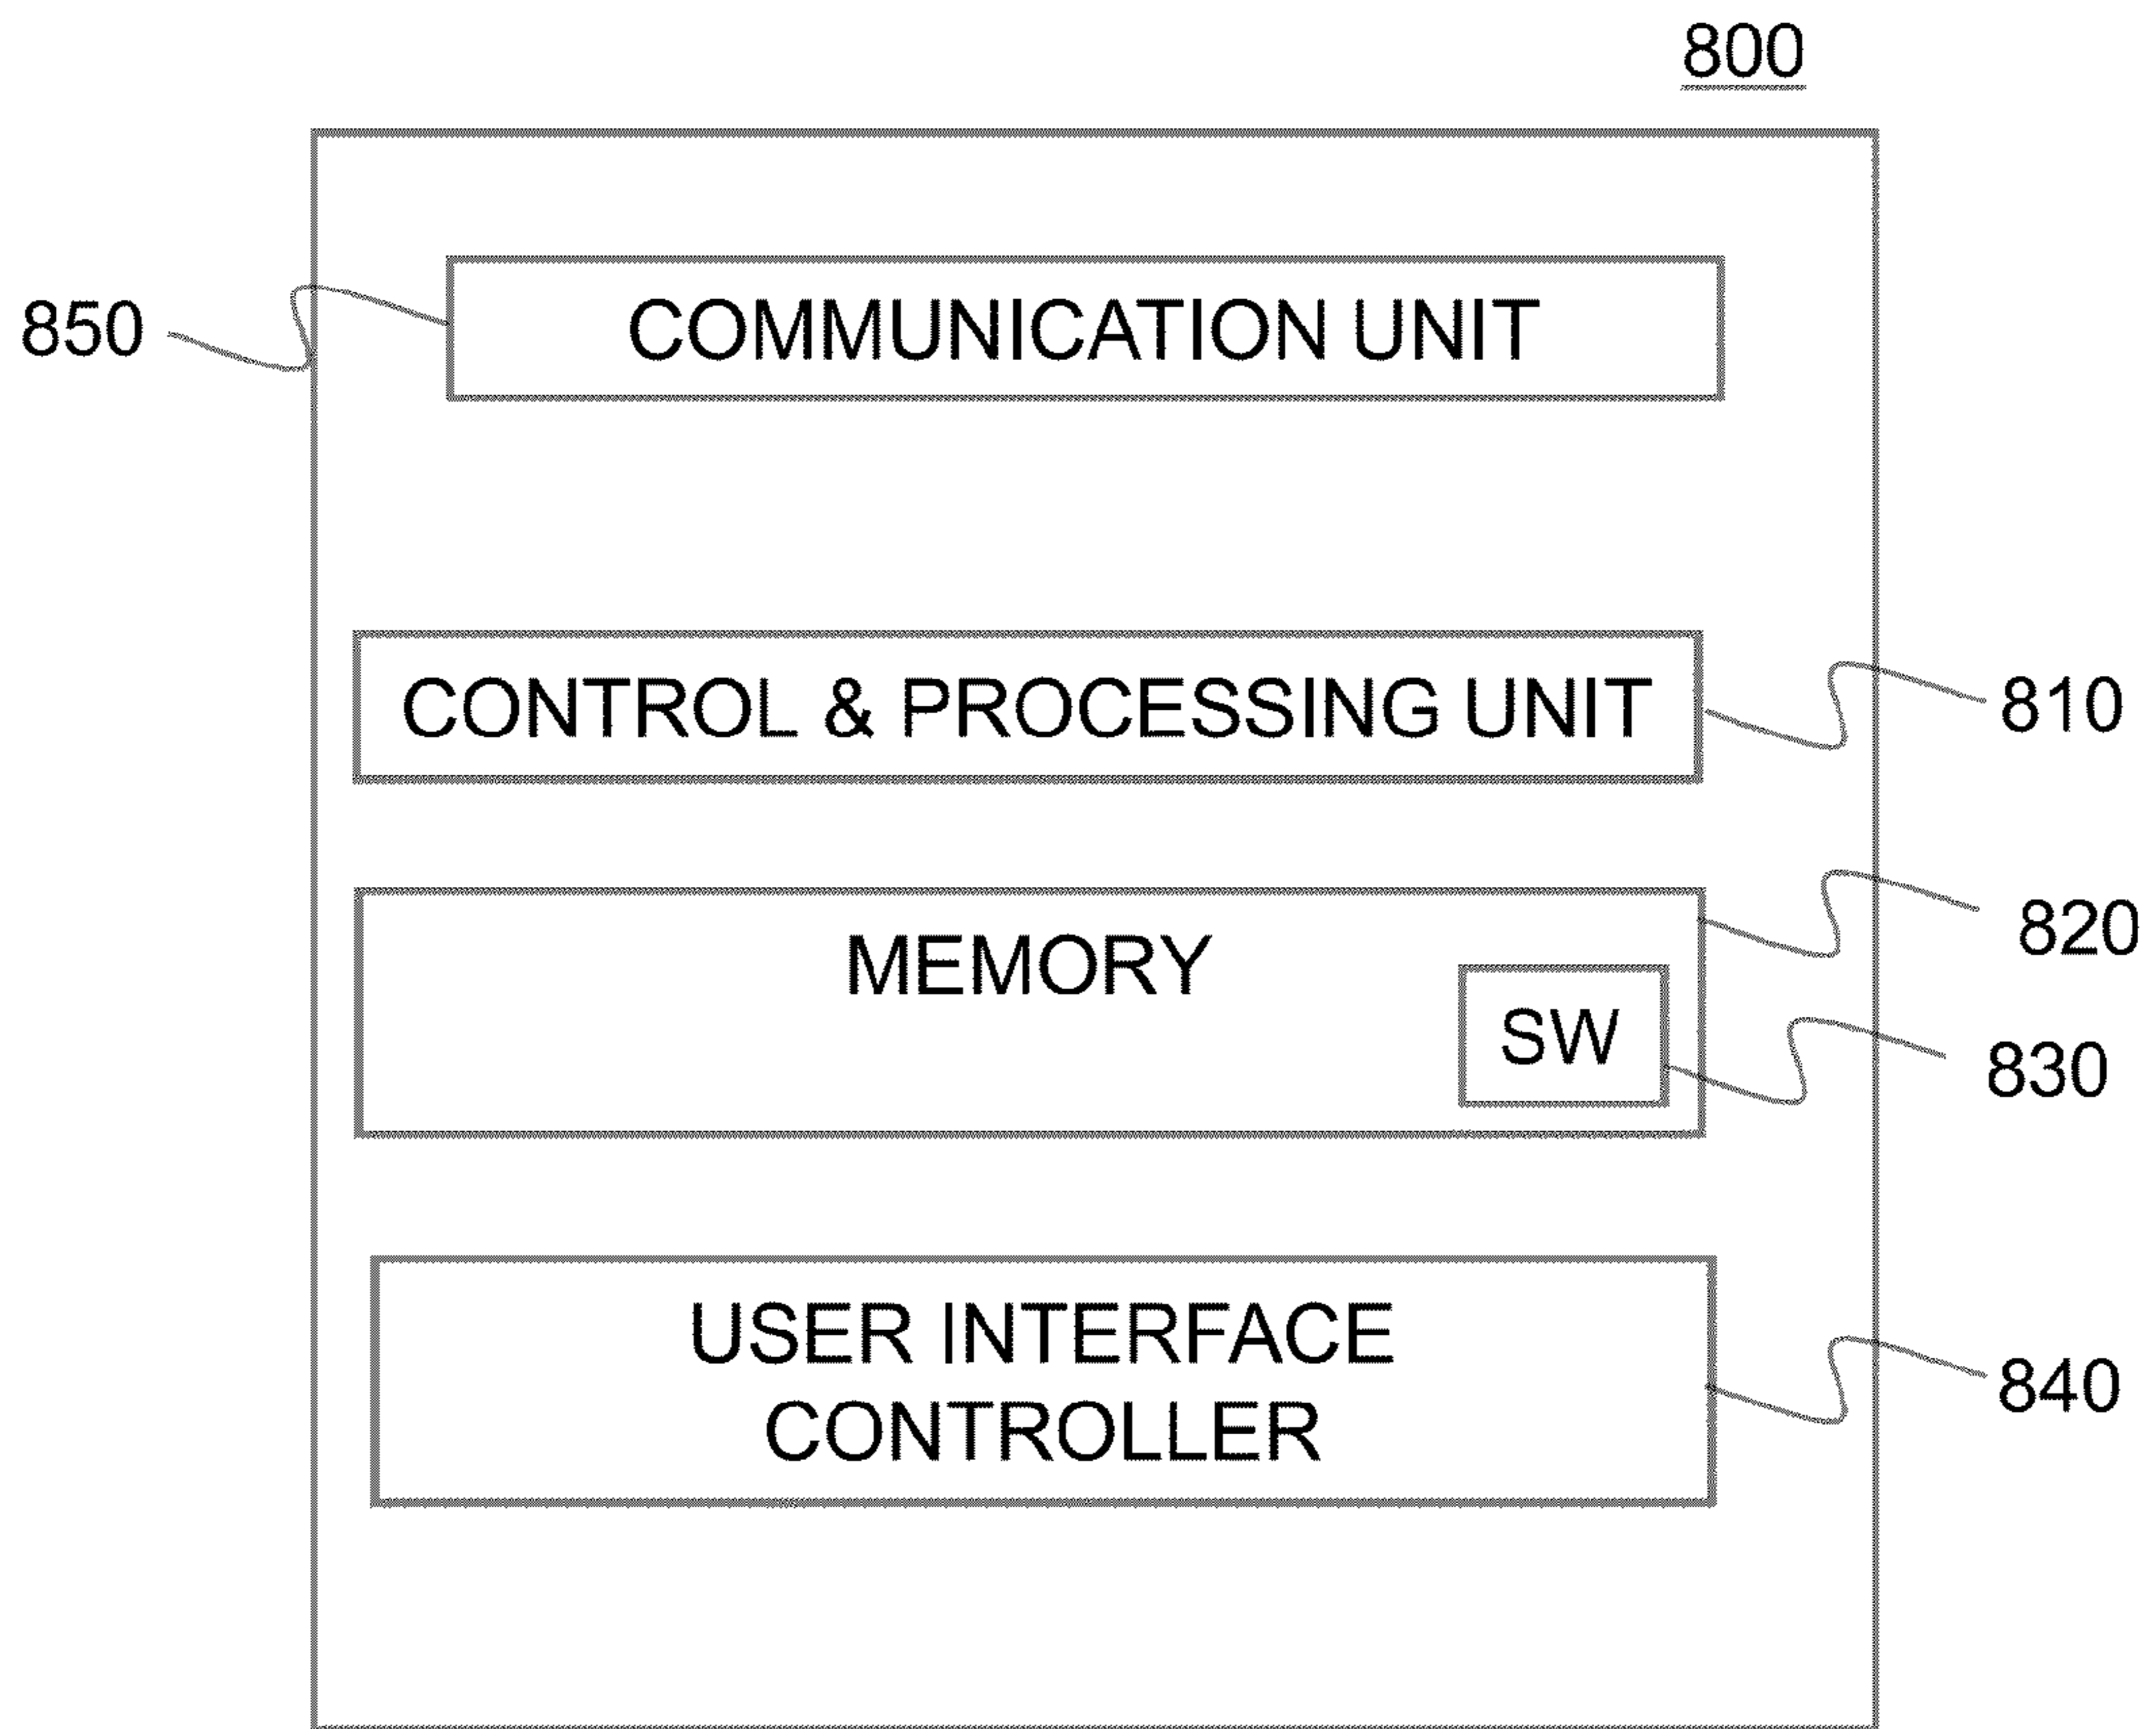 800
COMMUNICATION UNIT
850
CONTROL & PROCESSING UNIT
810
MEMORY
820
SW
830
USER INTERFACE
CONTROLLER
840